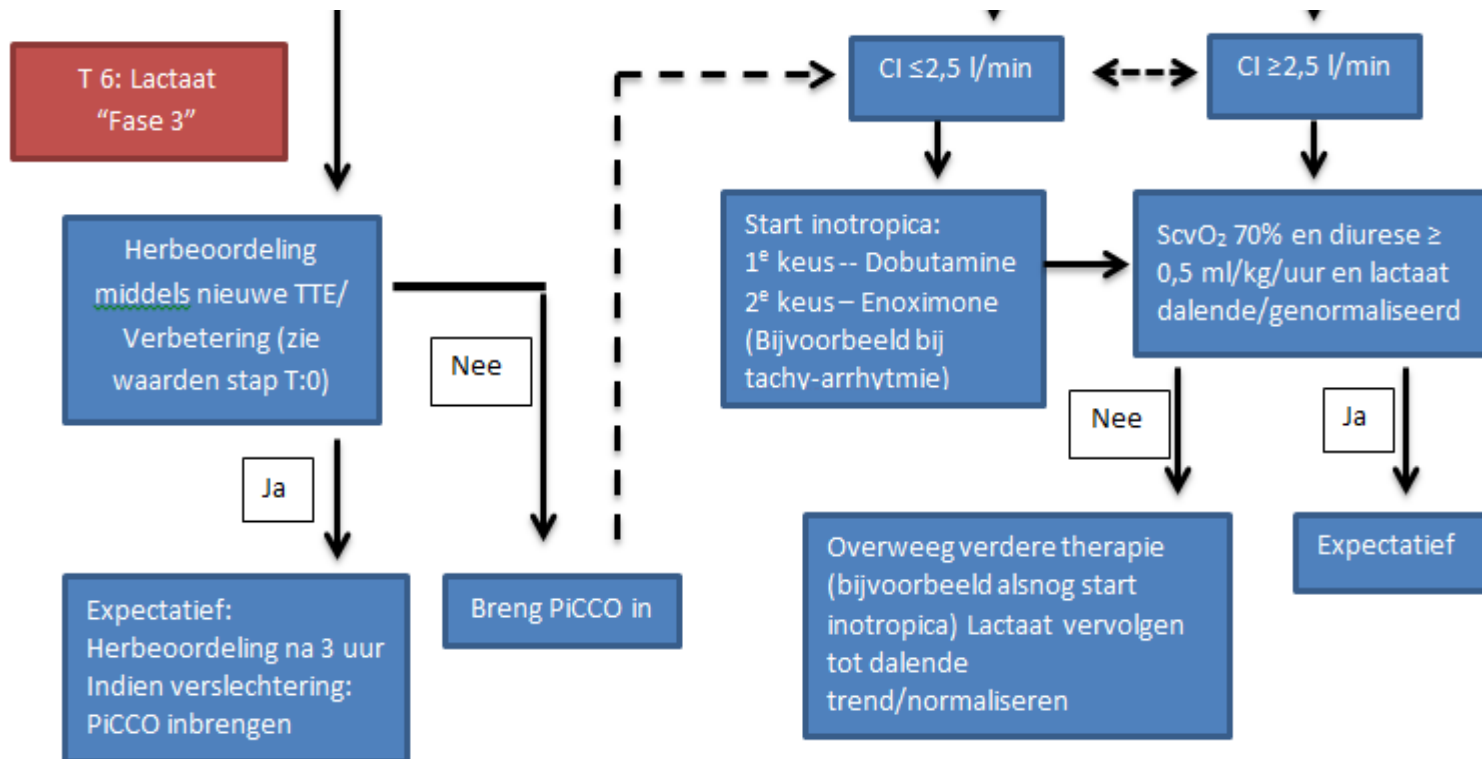 T 6: Lactaat
“Fase 3”
Herbeoordeling
middels nieuwe TTE/
Verbetering (zie
waarden stap T:0)
Nee
Ja
Expectatief:
Herbeoordeling na 3 uur
Indien verslechtering:
PiCCO inbrengen
Breng PiCCO in
CI ≤2,5 l/min
CI ≥2,5 l/min
Start inotropica:
1e keus -- Dobutamine
2e keus – Enoximone
(Bijvoorbeeld bij
tachy-arrhytmie)
ScvO₂ 70% en diurese ≥
0,5 ml/kg/uur en lactaat
dalende/genormaliseerd
Nee
Ja
Overweeg verdere therapie
(bijvoorbeeld alsnog start
inotropica) Lactaat vervolgen
tot dalende
trend/normaliseren
Expectatief